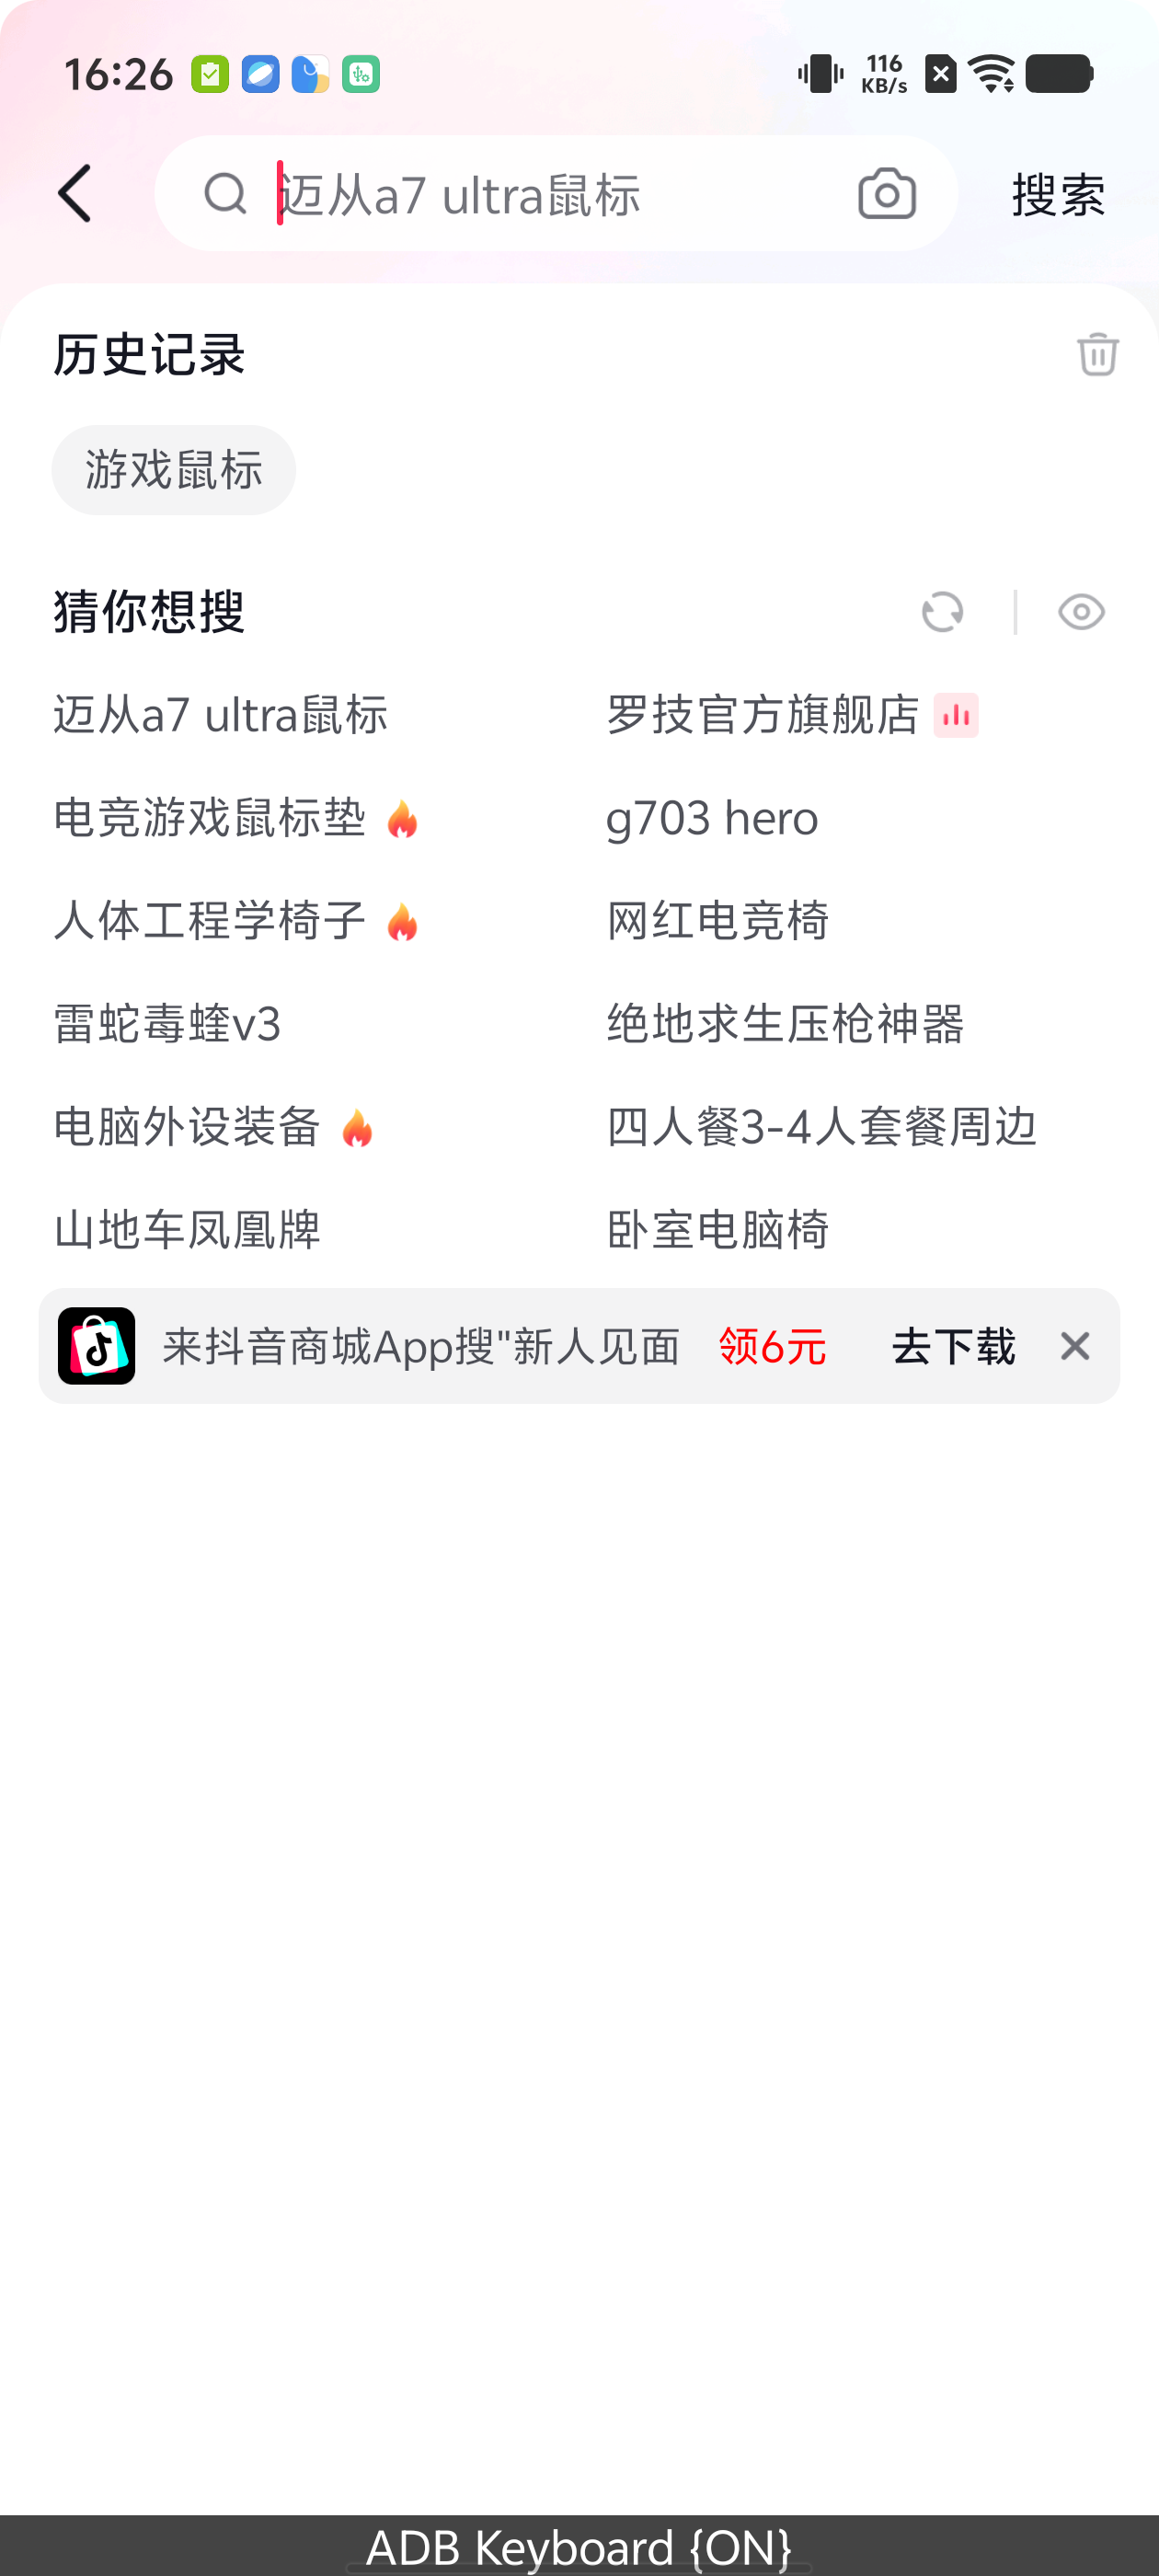 16:26
116
KB/s
迈从a7 ultra鼠标
搜索
历史记录
游戏鼠标
猜你想搜
迈从a7 ultra鼠标
罗技官方旗舰店
电竞游戏鼠标垫
g703 hero
人体工程学椅子
网红电竞椅
雷蛇毒蝰v3
绝地求生压枪神器
电脑外设装备
四人餐3-4人套餐周边
山地车凤凰牌
卧室电脑椅
来抖音商城App搜"新人见面 领6元 去下载
ADB Keyboard {ON}